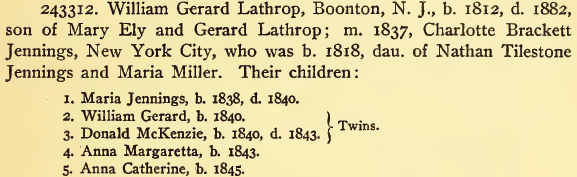 243312. William Gerard Lathrop, Boonton, N. J., b. 1812, d. 1882,
son of Mary Ely and Gerard Lathrop; m. 1837, Charlotte Brackett
Jennings, New York City, who was b. 1818, dau. of Nathan Tilestone
Jennings and Maria Miller. Their children:
1. Maria Jennings, b. 1838, d. 1840.
2. William Gerard, b. 1840.
3. Donald McKenzie, b. 1840, d. 1843. } Twins.
4. Anna Margaretta, b. 1843.
5. Anna Catherine, b. 1845.